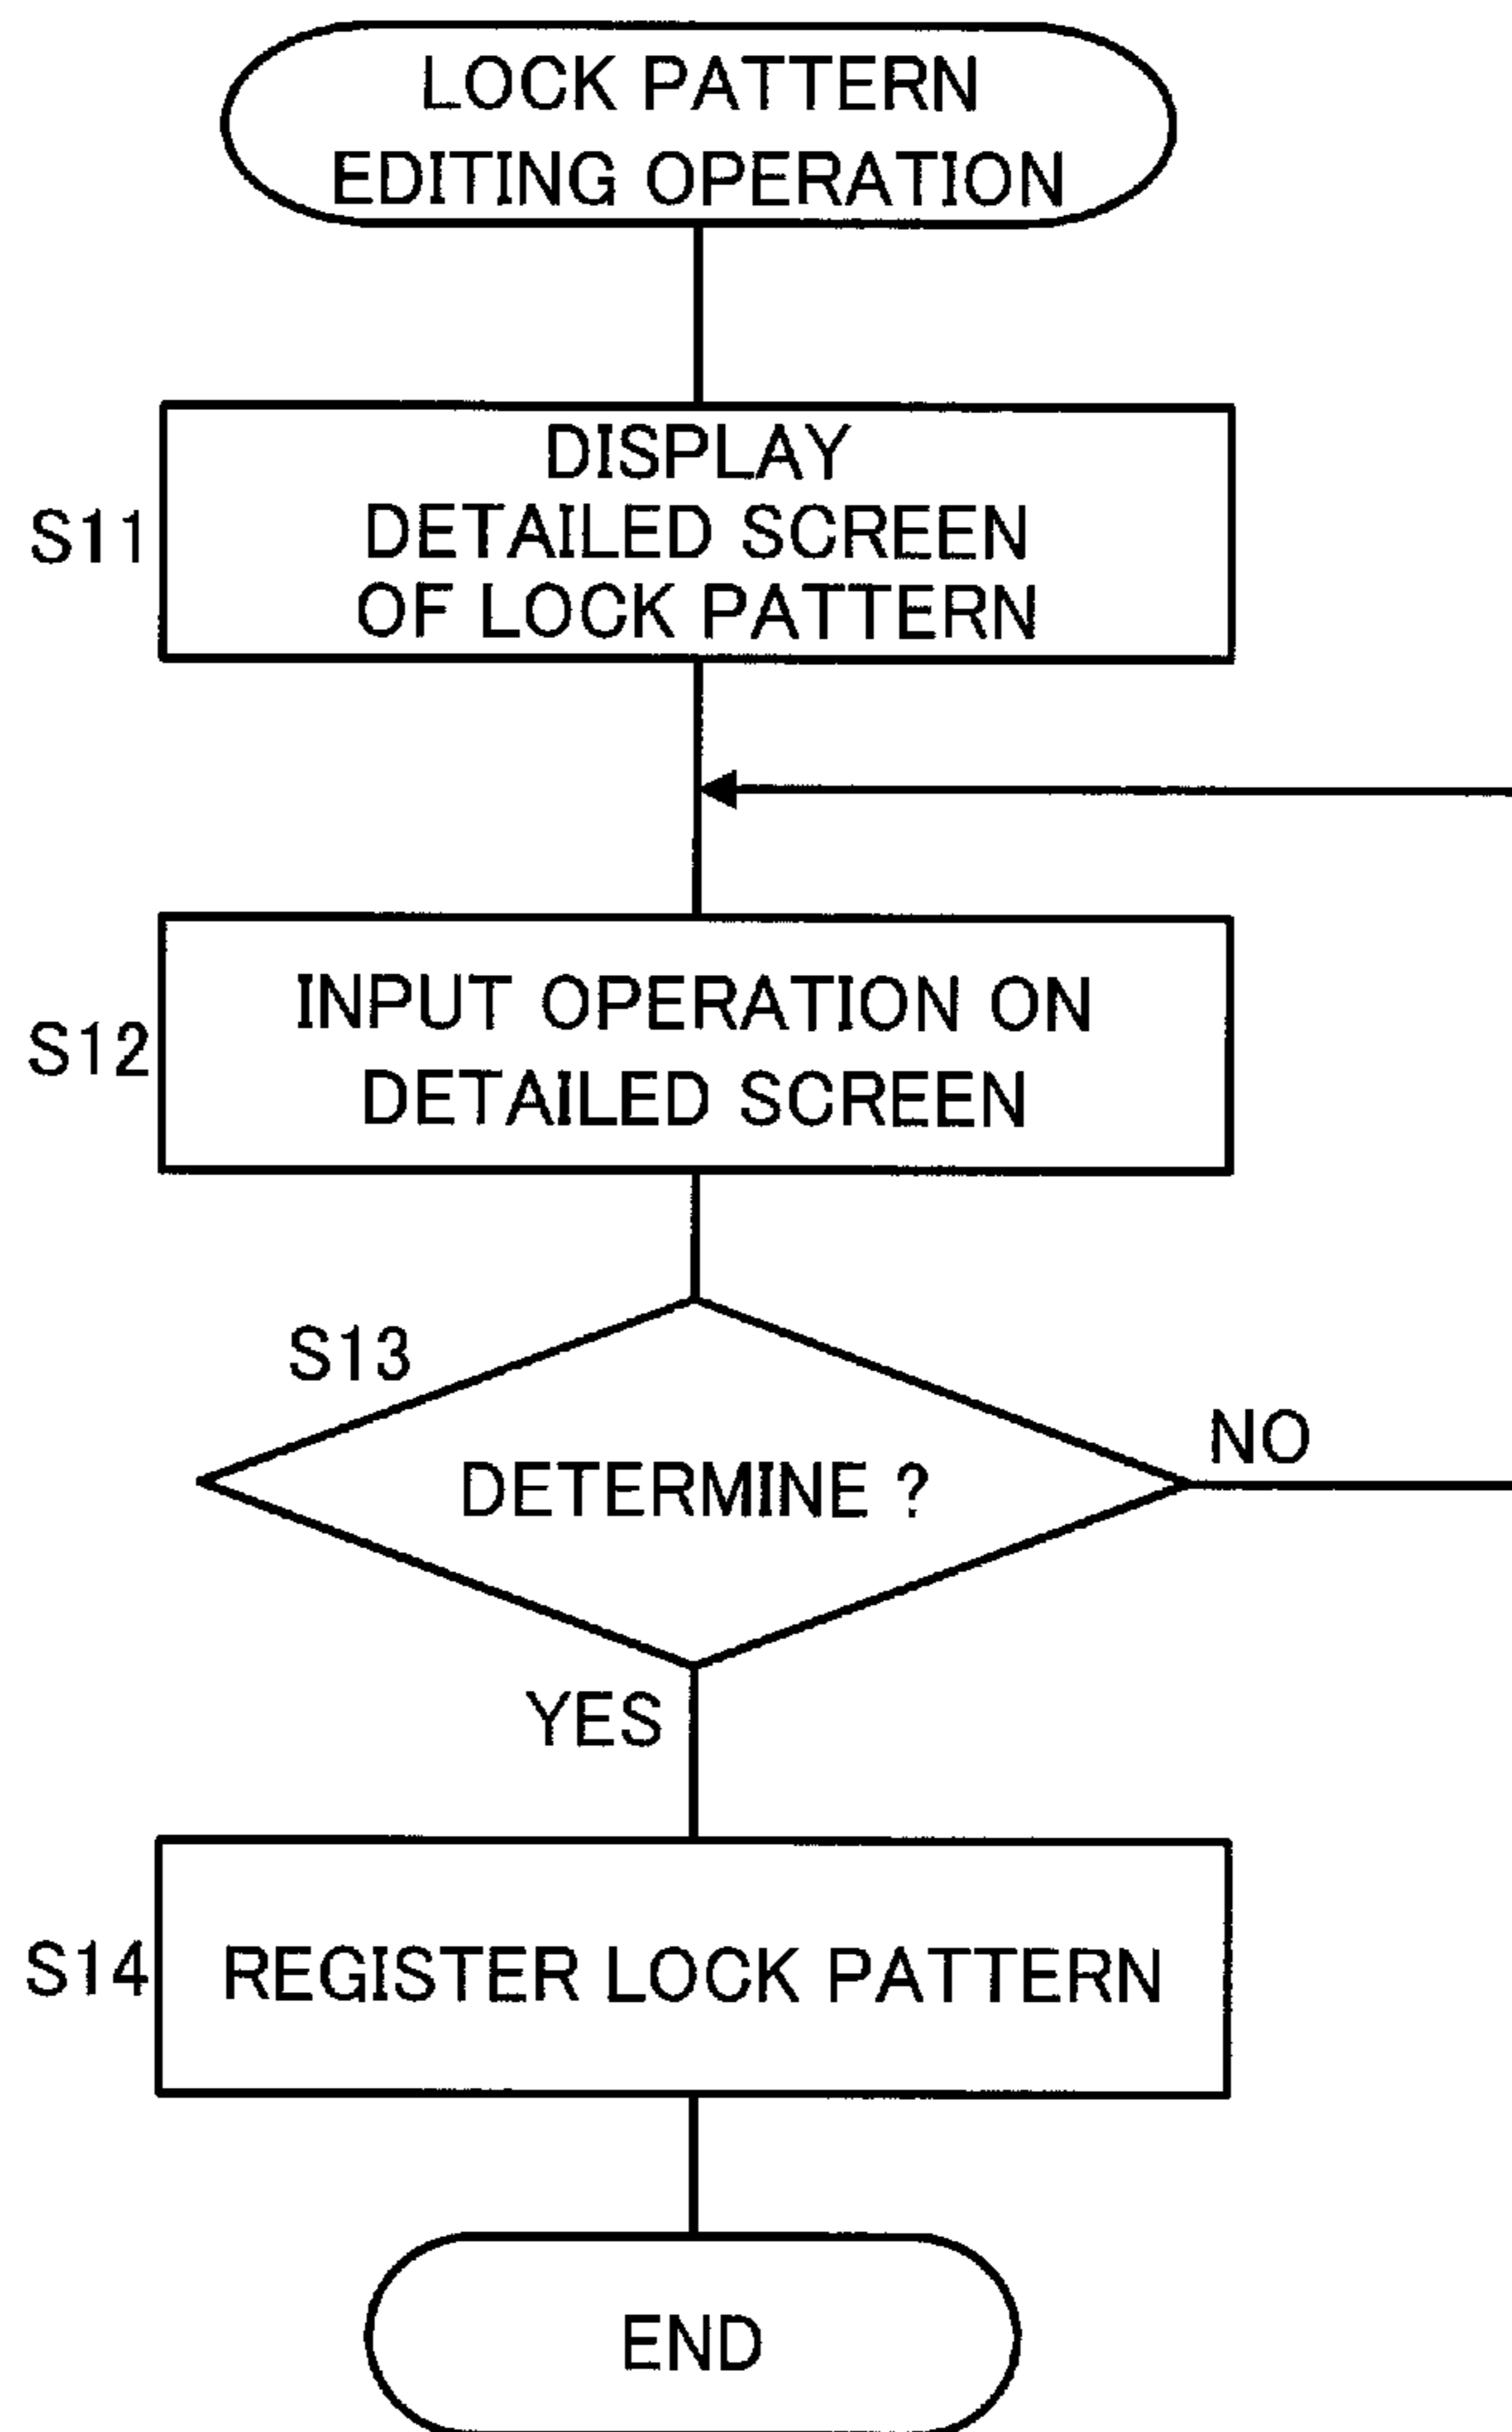 LOCK PATTERN
EDITING OPERATION
DISPLAY
DETAILED SCREEN
OF LOCK PATTERN
S11
INPUT OPERATION ON
DETAILED SCREEN
S12
S13
DETERMINE ?
NO
YES
S14
REGISTER LOCK PATTERN
END